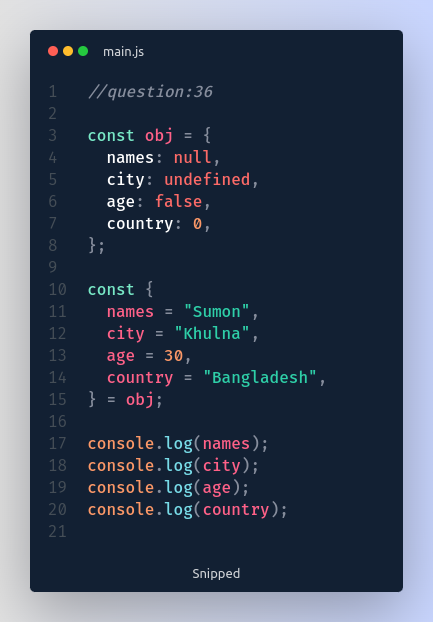 main.js
1 //question:36
2
3 const obj = {
4   names: null,
5   city: undefined,
6   age: false,
7   country: 0,
8 };
9
10 const {
11   names = "Sumon",
12   city = "Khulna",
13   age = 30,
14   country = "Bangladesh",
15 } = obj;
16
17 console.log(names);
18 console.log(city);
19 console.log(age);
20 console.log(country);
21
Snipped